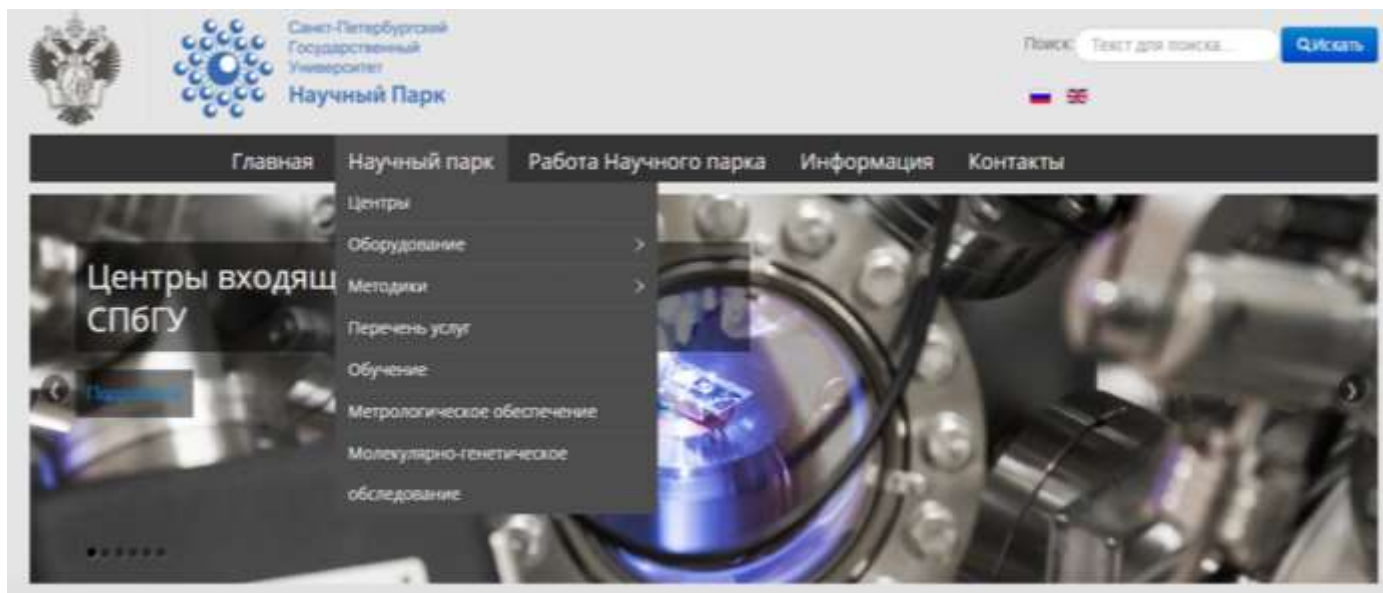 Санкт-Петербургский
Государственный
Университет
Научный Парк
Поиск: Текст для поиска... Искать
Главная Научный парк Работа Научного парка Информация Контакты
Центры
Оборудование
Методики
Перечень услуг
Обучение
Метрологическое обеспечение
Молекулярно-генетическое
обследование
Центры входящ
СПбГУ